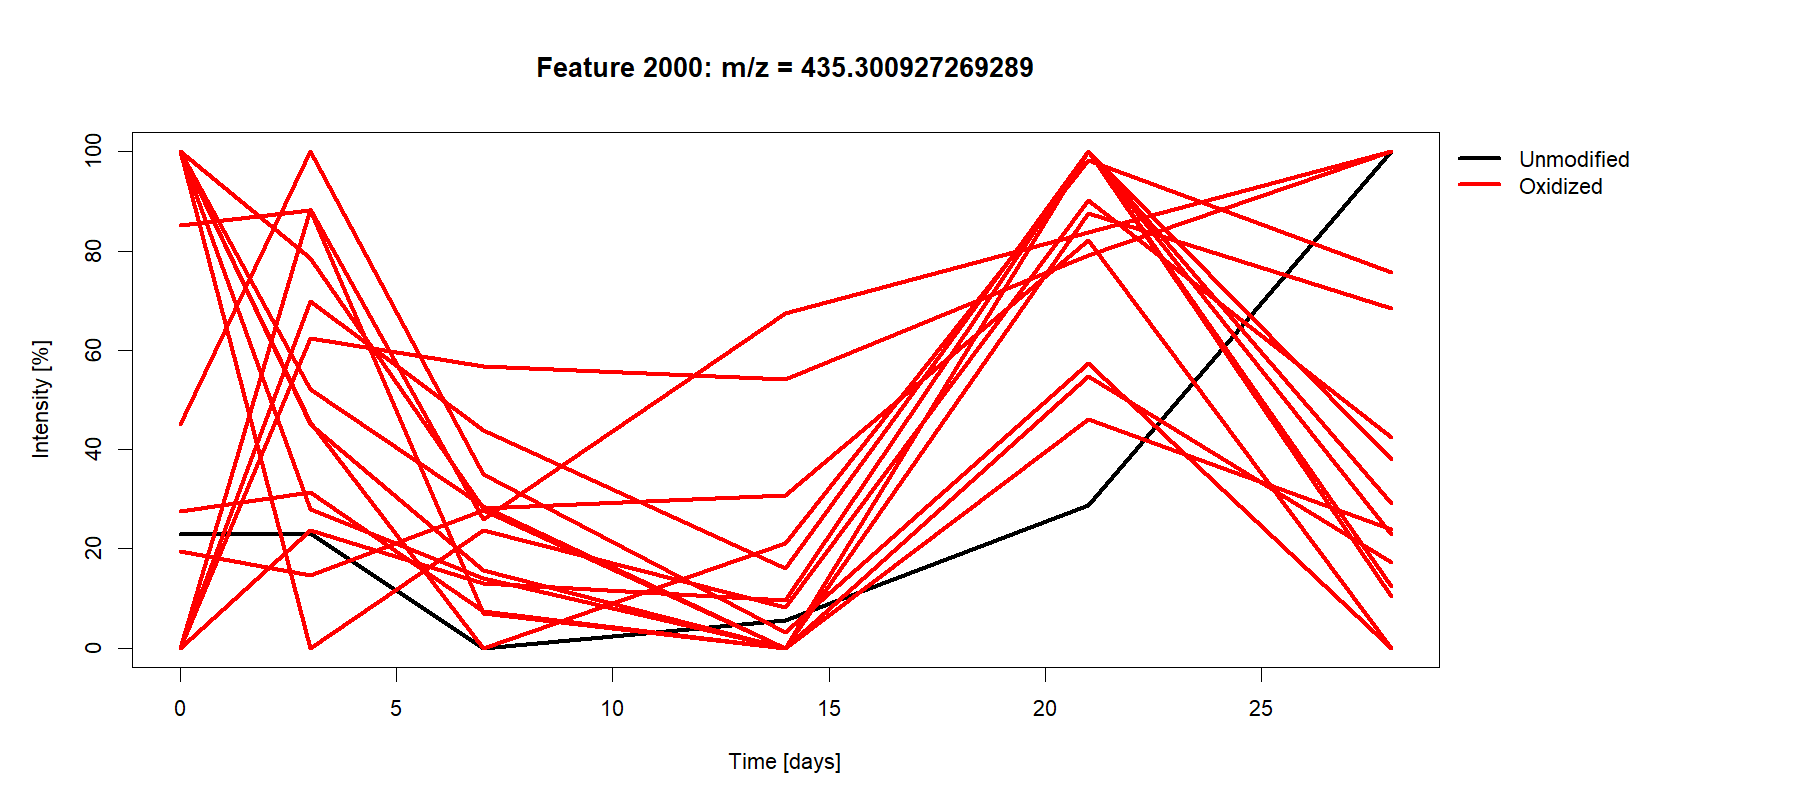 Feature 2000: m/z = 435.300927269289
Unmodified
Oxidized
Intensity [%]
100
80
60
40
20
0
0 5 10 15 20 25
Time [days]